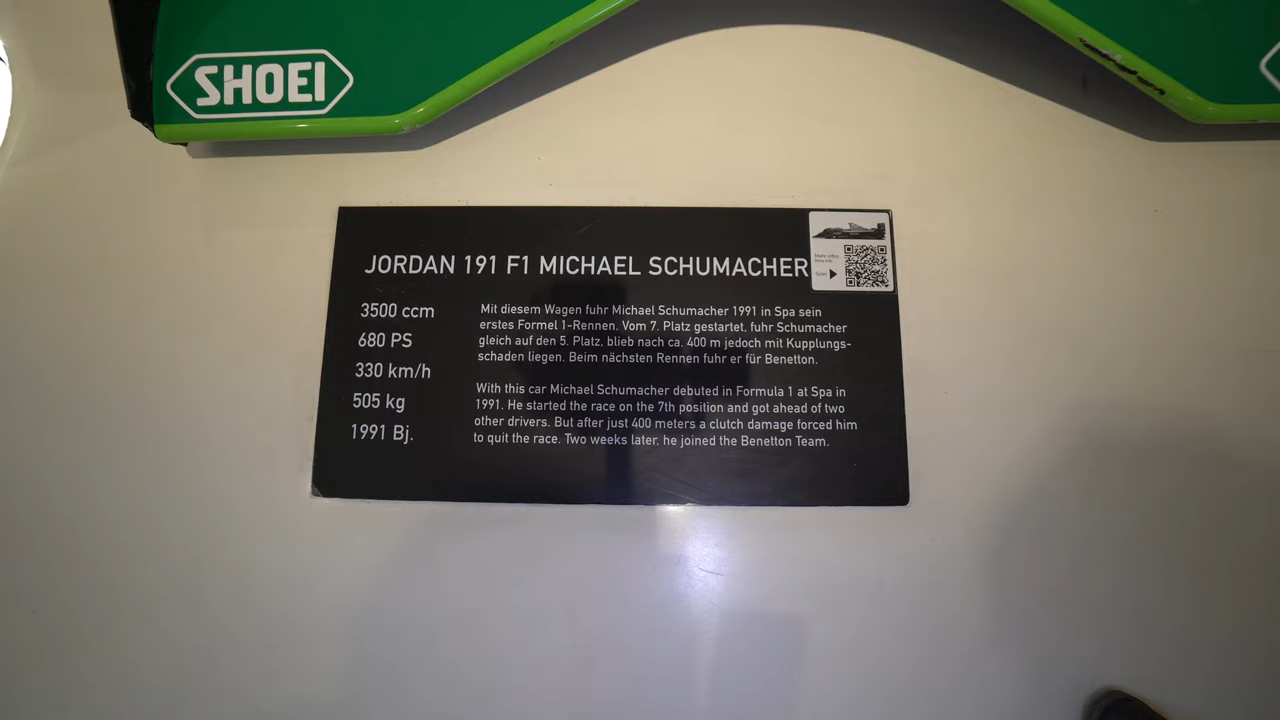 SHOEI
JORDAN 191 F1 MICHAEL SCHUMACHER
Mehr Infos
Scan
3500 ccm
680 PS
330 km/h
505 kg
1991 Bj.
Mit diesem Wagen fuhr Michael Schumacher 1991 in Spa sein
erstes Formel 1-Rennen. Vom 7. Platz gestartet, fuhr Schumacher
gleich auf den 5. Platz, blieb nach ca. 400 m jedoch mit Kupplungs-
schaden liegen. Beim nächsten Rennen fuhr er für Benetton.
With this car Michael Schumacher debuted in Formula 1 at Spa in
1991. He started the race on the 7th position and got ahead of two
other drivers. But after just 400 meters a clutch damage forced him
to quit the race. Two weeks later, he joined the Benetton Team.